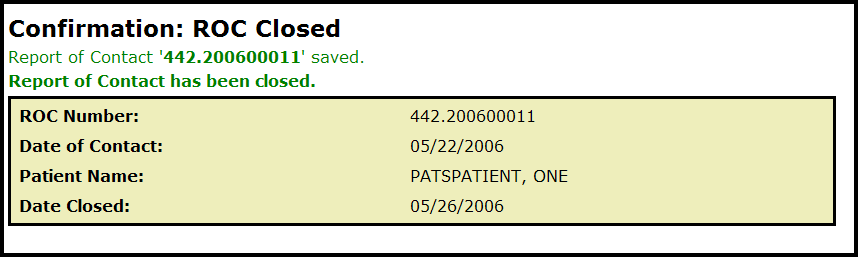 Confirmation: ROC Closed
Report of Contact '442.200600011' saved.
Report of Contact has been closed.
ROC Number: 442.200600011
Date of Contact: 05/22/2006
Patient Name: PATSPATIENT, ONE
Date Closed: 05/26/2006